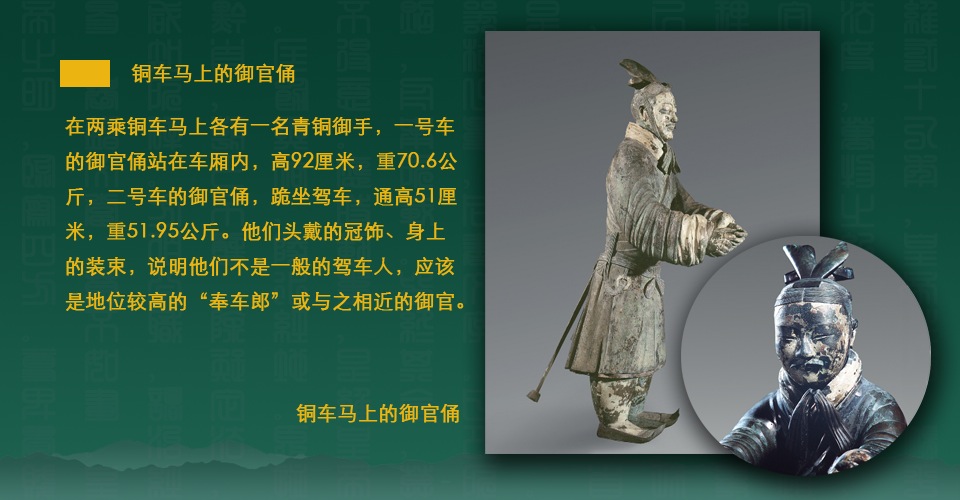 铜车马上的御官俑
在两乘铜车马上各有一名青铜御手，一号车
的御官俑站在车厢内，高92厘米，重70.6公
斤，二号车的御官俑，跪坐驾车，通高51厘
米，重51.95公斤。他们头戴的冠饰、身上
的装束，说明他们不是一般的驾车人，应该
是地位较高的“奉车郎”或与之相近的御官。
铜车马上的御官俑